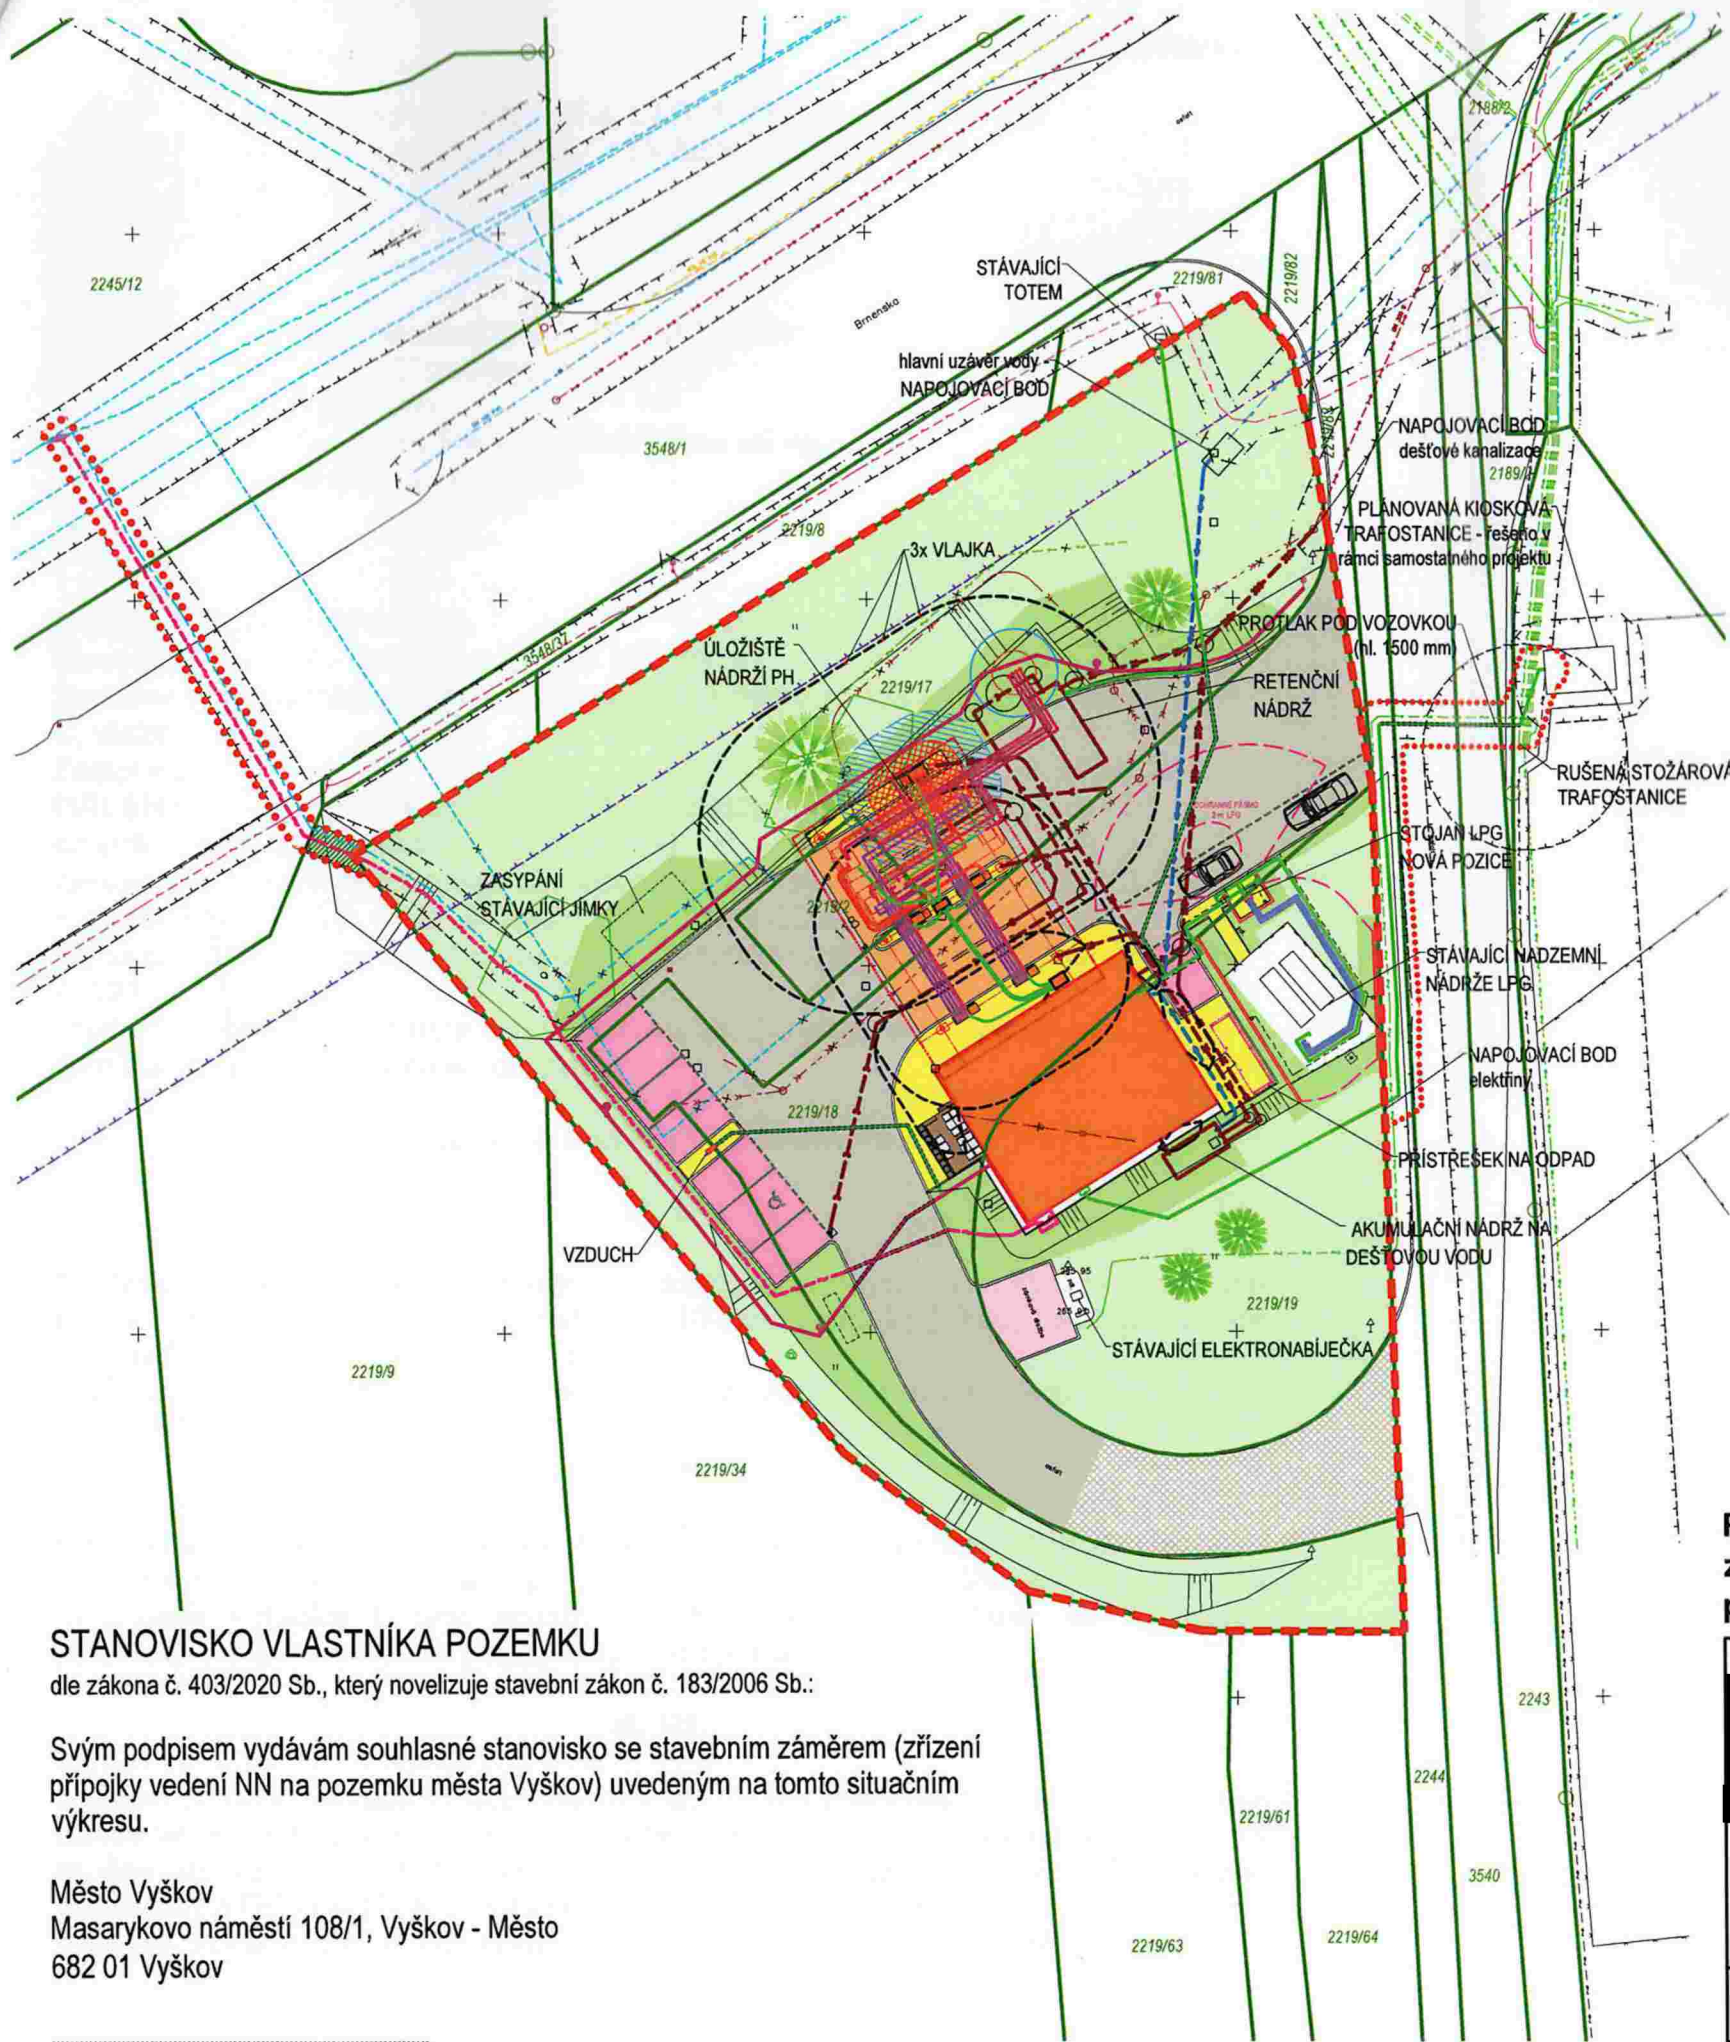 2188/2
asfalt
2245/12
STÁVAJÍCÍ
TOTEM
2219/81
2219/82
Brnenska
hlavní uzávěr vody -
NAPOJOVACÍ BOD
3548/1
NAPOJOVACÍ BOD
dešťové kanalizace
PLÁNOVANÁ KIOSKOVÁ
TRAFOSTANICE - řešeno v
rámci samostatného projektu
2219/8
3x VLAJKA
PROTLAK POD VOZOVKOU
(hl. 1500 mm)
3548/37
ÚLOŽIŠTĚ
NÁDRŽÍ PH
2219/17
RETENČNÍ
NÁDRŽ
RUŠENÁ STOŽÁROVÁ
TRAFOSTANICE
OCHRANNÉ PÁSMO
STOJAN LPG
NOVÁ POZICE
ZASYPÁNÍ
STÁVAJÍCÍ JÍMKY
2219/2
STÁVAJÍCÍ NADZEMNÍ
NÁDRŽE LPG
NAPOJOVACÍ BOD
elektřiny
2219/18
PŘÍSTŘEŠEK NA ODPAD
VZDUCH
AKUMULAČNÍ NÁDRŽ NA
DEŠŤOVOU VODU
2219/19
STÁVAJÍCÍ ELEKTRONABÍJEČKA
2219/9
2219/34
asfalt
STANOVISKO VLASTNÍKA POZEMKU
dle zákona č. 403/2020 Sb., který novelizuje stavební zákon č. 183/2006 Sb.:
Svým podpisem vydávám souhlasné stanovisko se stavebním záměrem (zřízení
přípojky vedení NN na pozemku města Vyškov) uvedeným na tomto situačním
výkresu.
Město Vyškov
Masarykovo náměstí 108/1, Vyškov - Město
682 01 Vyškov
2243
2244
2219/61
3540
2219/63
2219/64